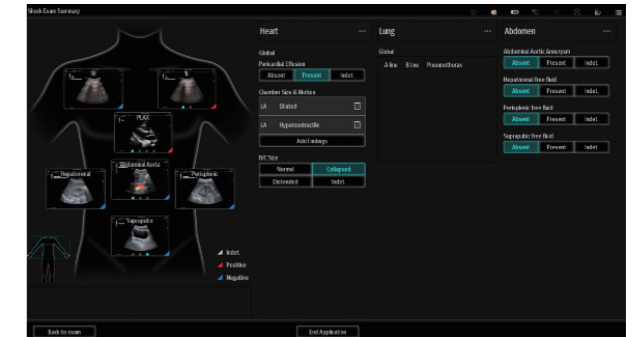 Shock Exam Summary
1R
1L
PLAX
Hepatorenal
Abdominal Aorta
Perisplenic
Suprapubic
Indet.
Positive
Negative
Heart
Global
Pericardial Effusion
Absent Present Indet.
Chamber Size & Motion
LA Dilated
LA Hypercontractile
Add Findings
IVC Size
Normal Collapsed
Distended Indet.
Lung
Global
A line B line Pneumothorax
Abdomen
Abdominal Aortic Aneurysm
Absent Present Indet.
Hepatorenal free fluid
Absent Present Indet.
Perisplenic free fluid
Absent Present Indet.
Suprapubic free fluid
Absent Present Indet.
Back to exam
End Application